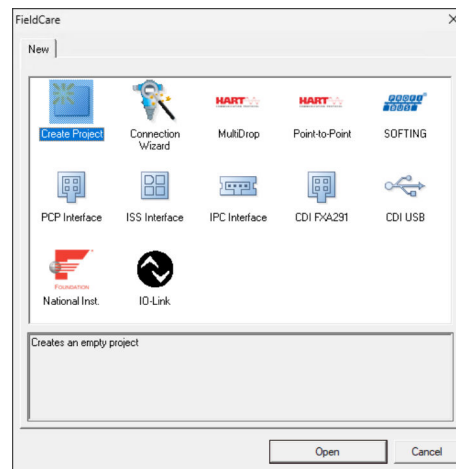 FieldCare
New
Create Project
Connection
Wizard
HART
MultiDrop
HART
Point-to-Point
SOFTING
PCP Interface
ISS Interface
IPC Interface
CDI FXA291
CDI USB
FOUNDATION
National Inst.
IO-Link
Creates an empty project
Open
Cancel